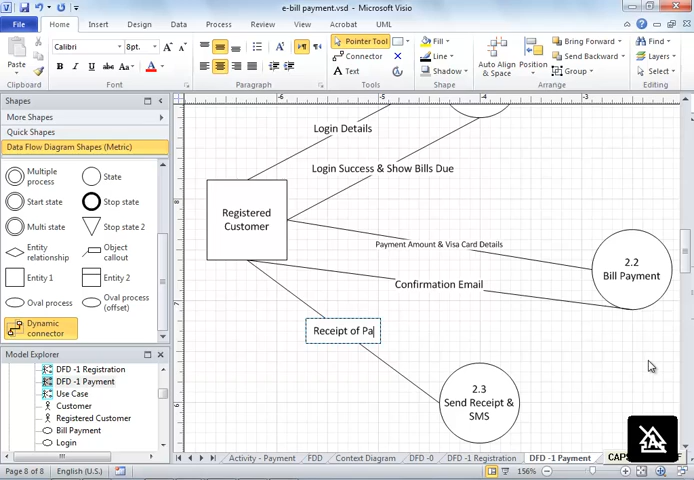 e-bill payment.vsd - Microsoft Visio
File Home Insert Design Data Process Review View Acrobat UML
Paste
Clipboard
Calibri 8pt. A A
B I U A
Font
Paragraph
Pointer Tool
Connector
Text
Tools
Fill
Line
Shadow
Shape
Auto Align & Space
Position
Bring Forward
Send Backward
Group
Arrange
Find
Layers
Select
Editing
Shapes
More Shapes
Quick Shapes
Data Flow Diagram Shapes (Metric)
Multiple process
State
Start state
Stop state
Multi state
Stop state 2
Entity relationship
Object callout
Entity 1
Entity 2
Oval process
Oval process (offset)
Dynamic connector
Model Explorer
DFD -1 Registration
DFD -1 Payment
Use Case
Customer
Registered Customer
Bill Payment
Login
-6 -5 -4 -3
8
7
6
Login Details
Login Success & Show Bills Due
Registered
Customer
Payment Amount & Visa Card Details
Confirmation Email
2.2
Bill Payment
Receipt of Pa
2.3
Send Receipt &
SMS
Activity - Payment FDD Context Diagram DFD -0 DFD -1 Registration DFD -1 Payment
Page 8 of 8 English (U.S.) 156%